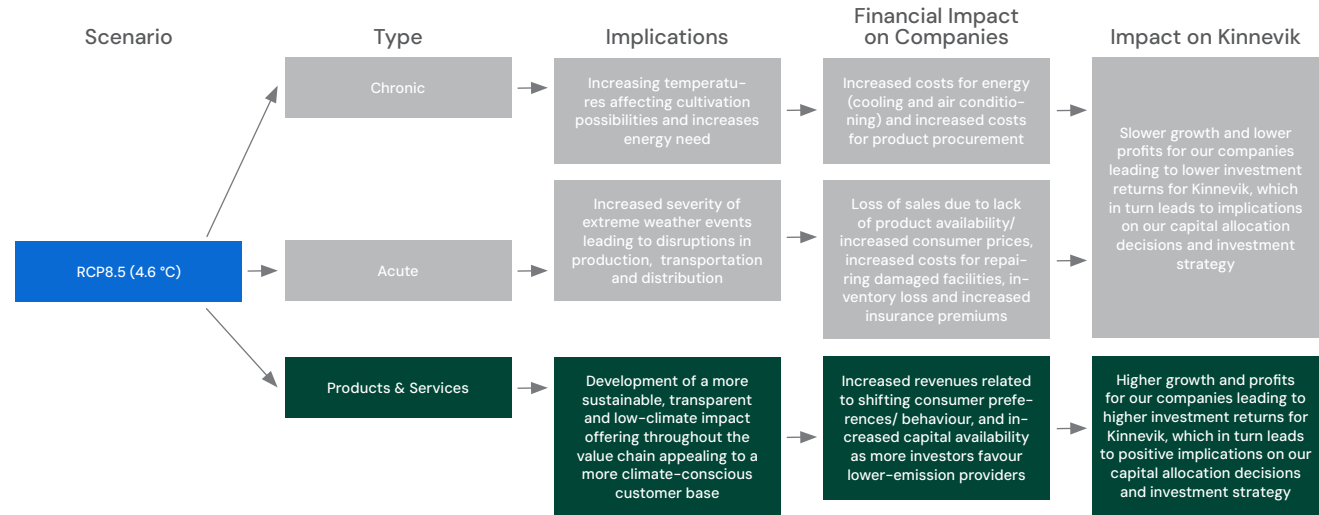 Scenario
Type
Implications
Financial Impact
on Companies
Impact on Kinnevik
RCP8.5 (4.6 °C)
Chronic
Increasing temperatu-
res affecting cultivation
possibilities and increases
energy need
Increased costs for energy
(cooling and air conditio-
ning) and increased costs
for product procurement
Slower growth and lower
profits for our companies
leading to lower investment
returns for Kinnevik, which
in turn leads to implications
on our capital allocation
decisions and investment
strategy
Acute
Increased severity of
extreme weather events
leading to disruptions in
production, transportation
and distribution
Loss of sales due to lack
of product availability/
increased consumer prices,
increased costs for repai-
ring damaged facilities, in-
ventory loss and increased
insurance premiums
Products & Services
Development of a more
sustainable, transparent
and low-climate impact
offering throughout the
value chain appealing to a
more climate-conscious
customer base
Increased revenues related
to shifting consumer prefe-
rences/ behaviour, and in-
creased capital availability
as more investors favour
lower-emission providers
Higher growth and profits
for our companies leading to
higher investment returns for
Kinnevik, which in turn leads
to positive implications on our
capital allocation decisions
and investment strategy